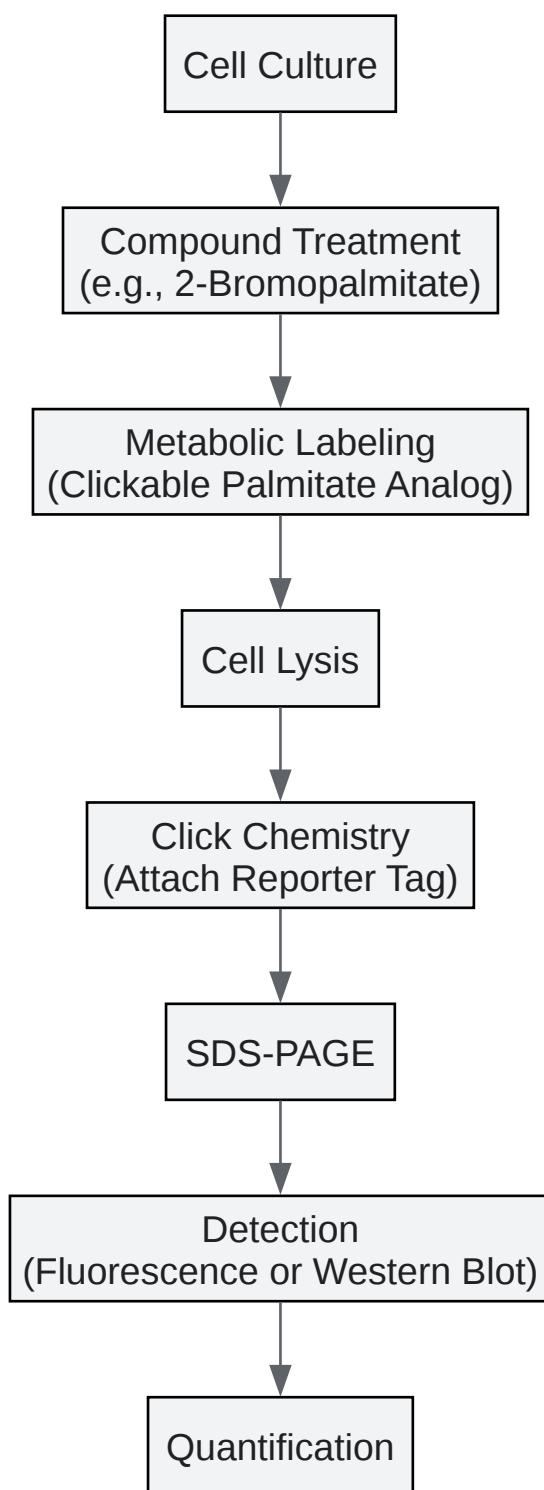 Cell Culture
Compound Treatment
(e.g., 2-Bromopalmitate)
Metabolic Labeling
(Clickable Palmitate Analog)
Cell Lysis
Click Chemistry
(Attach Reporter Tag)
SDS-PAGE
Detection
(Fluorescence or Western Blot)
Quantification